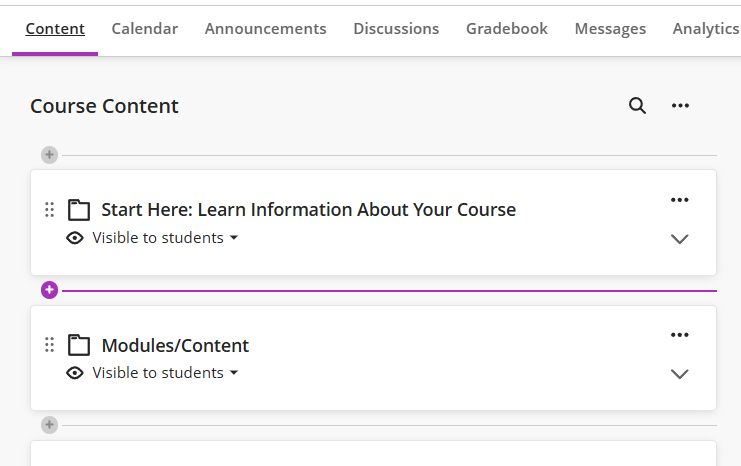 Content Calendar Announcements Discussions Gradebook Messages Analytics
Course Content
Start Here: Learn Information About Your Course
Visible to students
Modules/Content
Visible to students